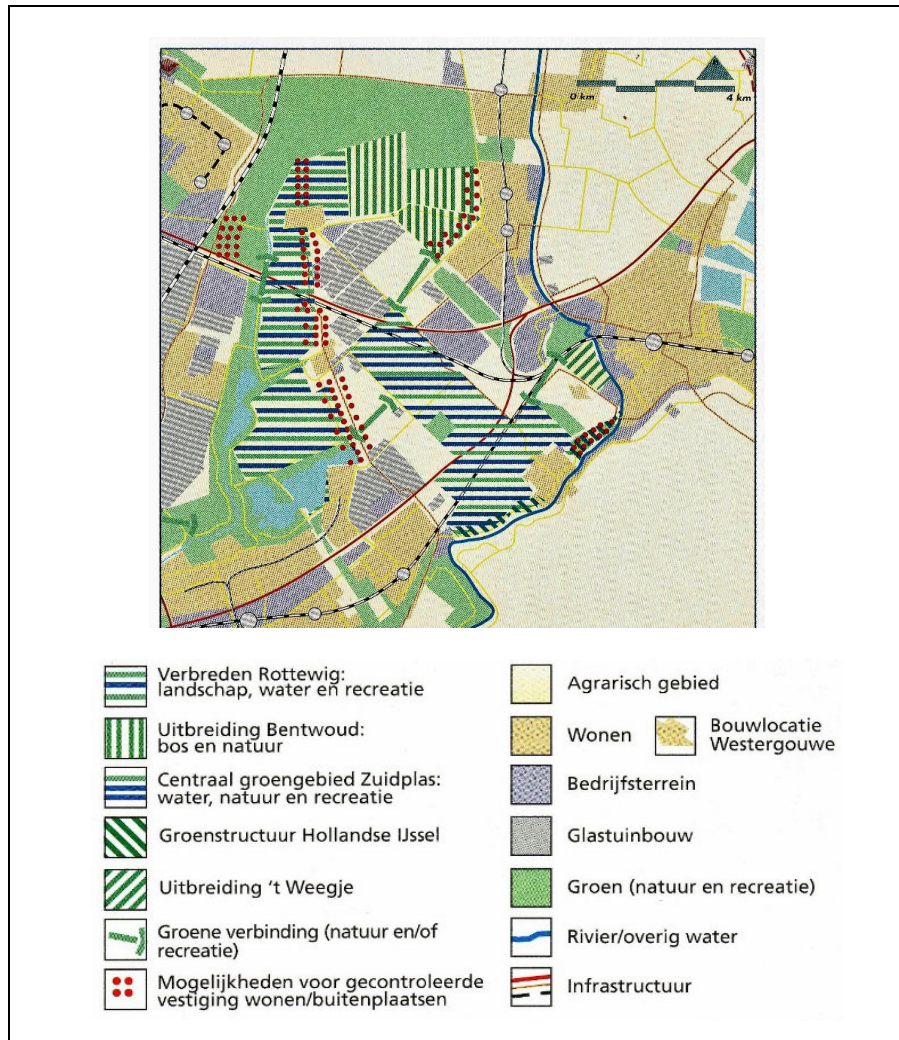 0 km
4 km
Verbreden Rottewig:
landschap, water en recreatie
Uitbreiding Bentwoud:
bos en natuur
Centraal groengebied Zuidplas:
water, natuur en recreatie
Groenstructuur Hollandse IJssel
Uitbreiding ‘t Weegje
Groene verbinding (natuur en/of
recreatie)
Mogelijkheden voor gecontroleerde
vestiging wonen/buitenplaatsen
Agrarisch gebied
Wonen
Bouwlocatie
Westergouwe
Bedrijfsterrein
Glastuinbouw
Groen (natuur en recreatie)
Rivier/overig water
Infrastructuur